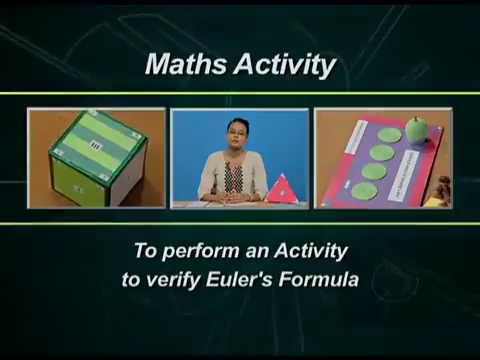 Maths Activity
To perform an Activity
to verify Euler's Formula